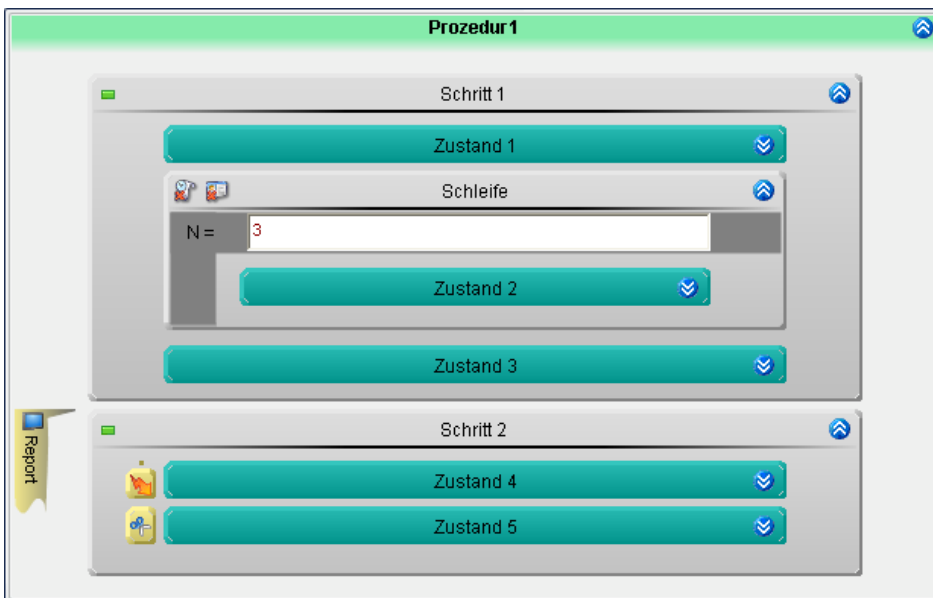 Prozedur1
Schritt 1
Zustand 1
Schleife
N = 3
Zustand 2
Zustand 3
Report
Schritt 2
Zustand 4
Zustand 5